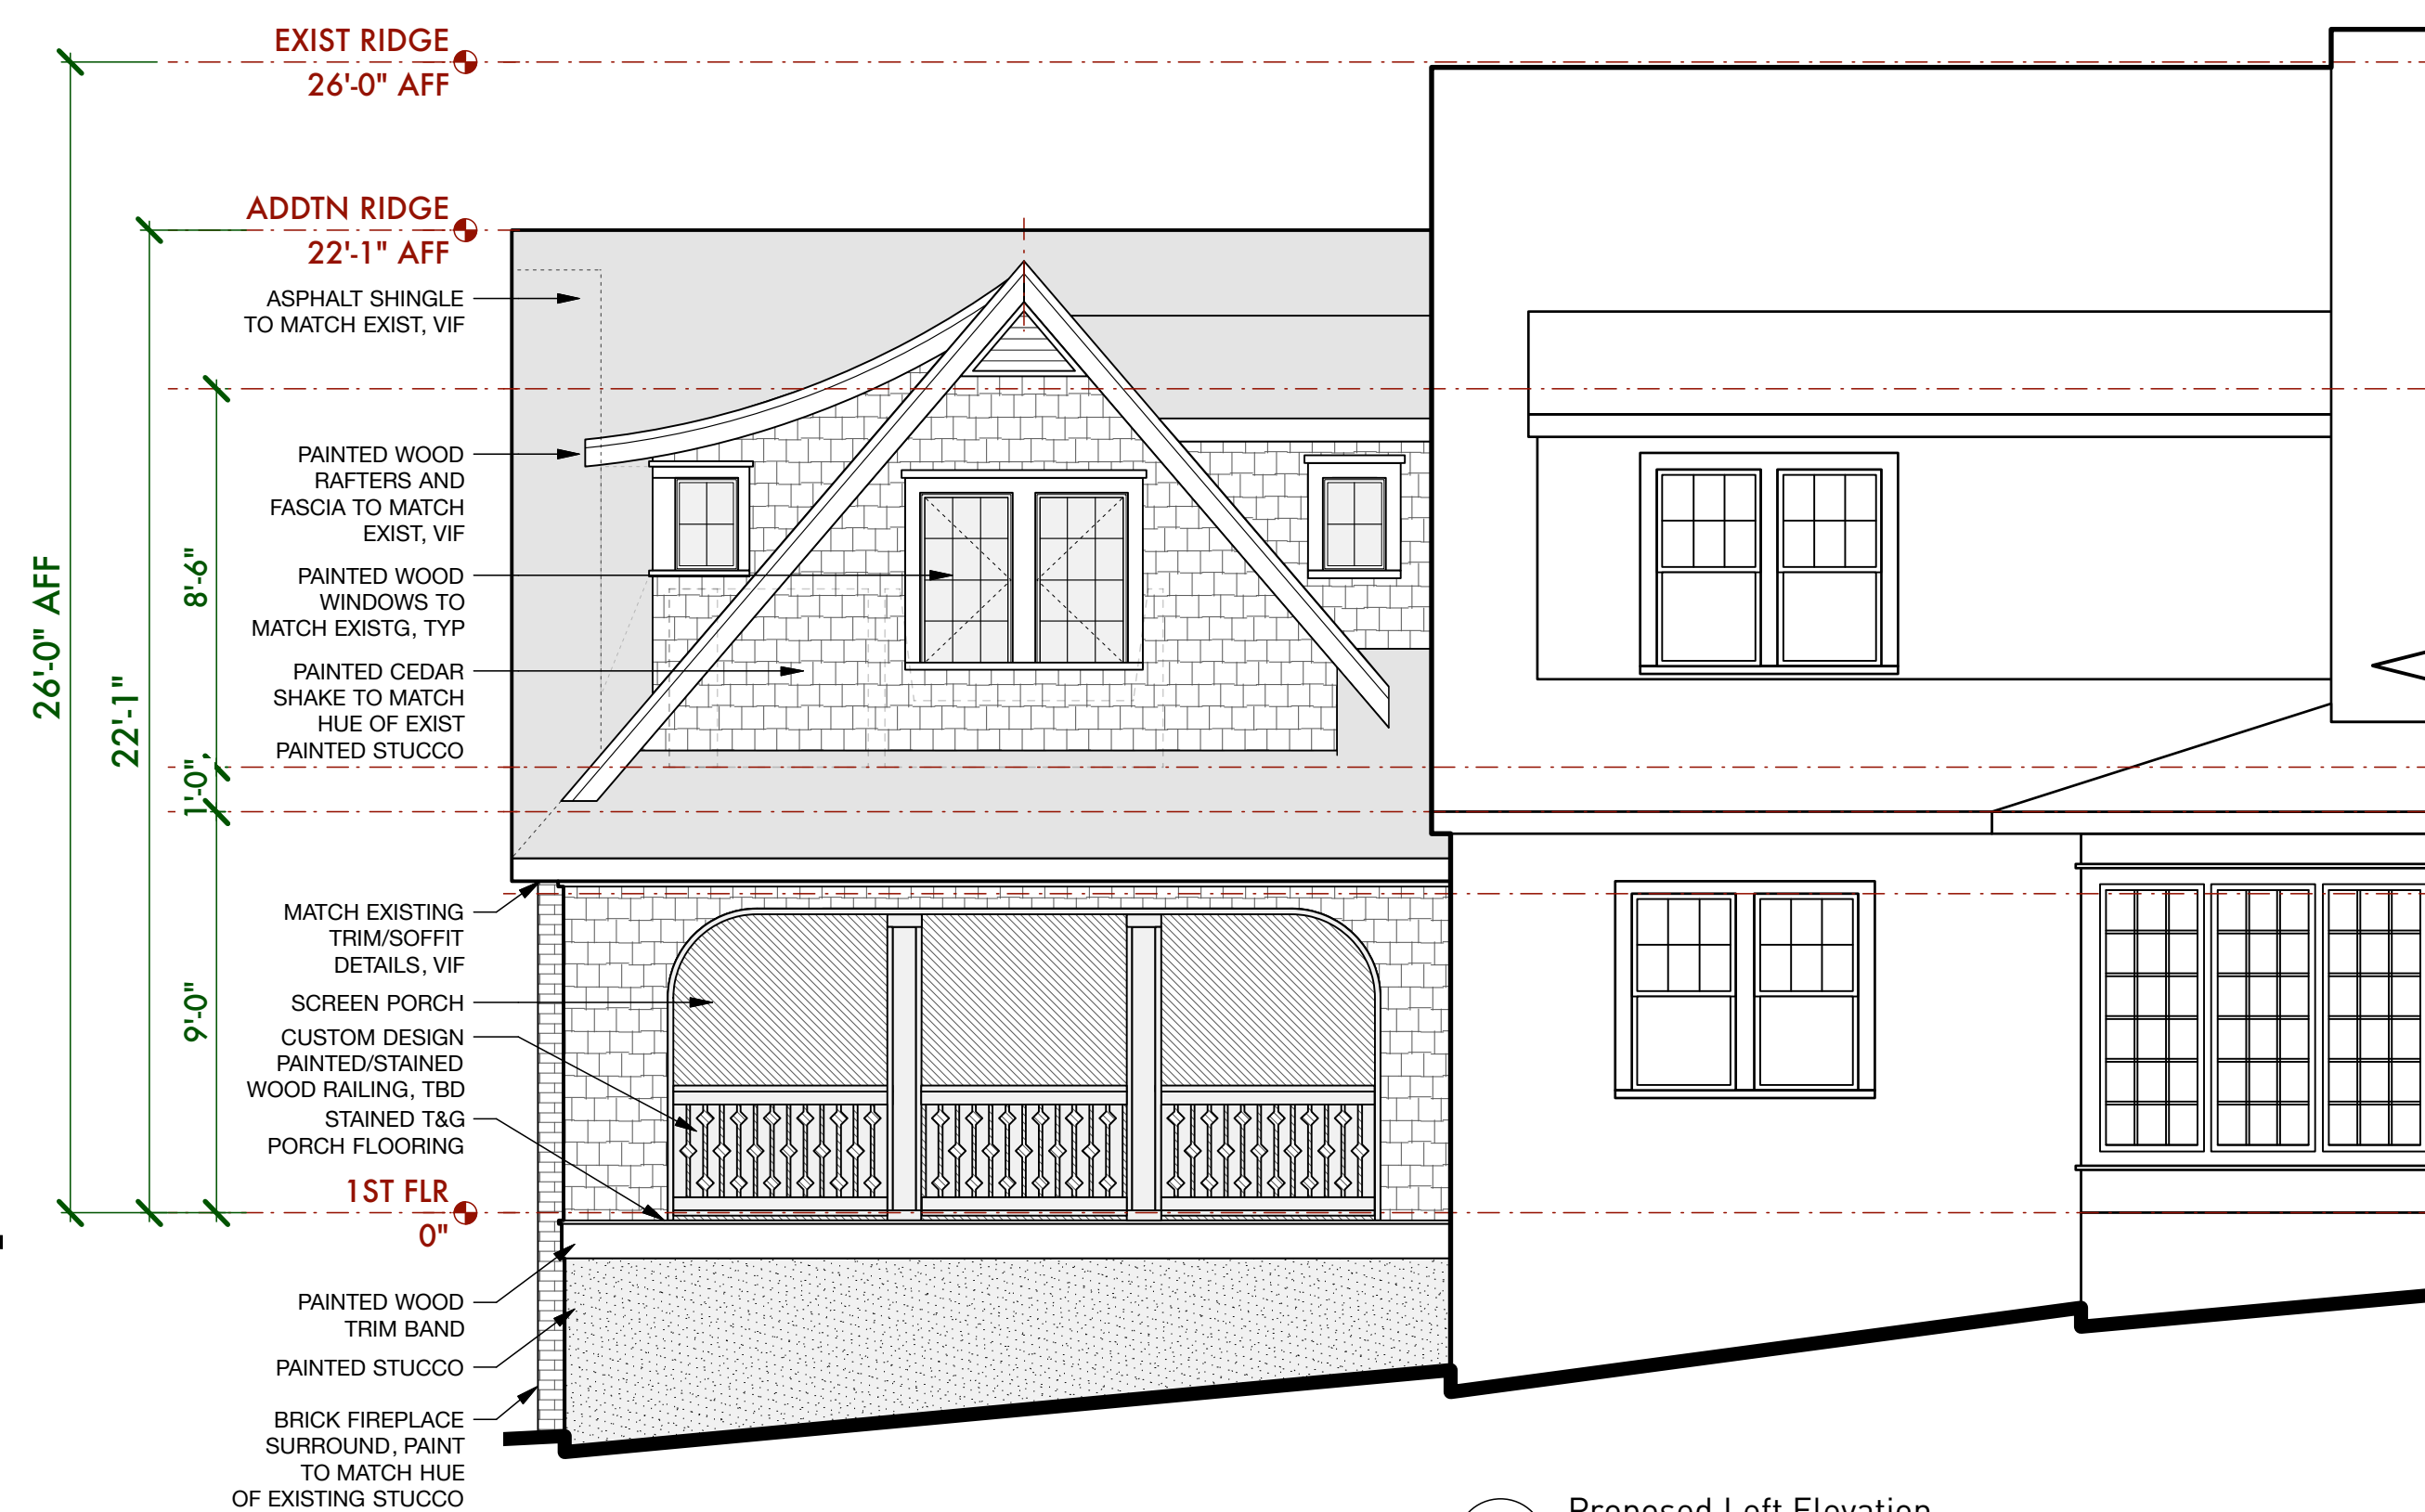 EXIST RIDGE
26'-0" AFF
ADDTN RIDGE
22'-1" AFF
ASPHALT SHINGLE
TO MATCH EXIST, VIF
PAINTED WOOD
RAFTERS AND
FASCIA TO MATCH
EXIST, VIF
PAINTED WOOD
WINDOWS TO
MATCH EXISTG, TYP
PAINTED CEDAR
SHAKE TO MATCH
HUE OF EXIST
PAINTED STUCCO
26'-0" AFF
22'-1"
8'-6"
1'-0"
9'-0"
MATCH EXISTING
TRIM/SOFFIT
DETAILS, VIF
SCREEN PORCH
CUSTOM DESIGN
PAINTED/STAINED
WOOD RAILING, TBD
STAINED T&G
PORCH FLOORING
1ST FLR
0"
PAINTED WOOD
TRIM BAND
PAINTED STUCCO
BRICK FIREPLACE
SURROUND, PAINT
TO MATCH HUE
OF EXISTING STUCCO
Proposed Left Elevation